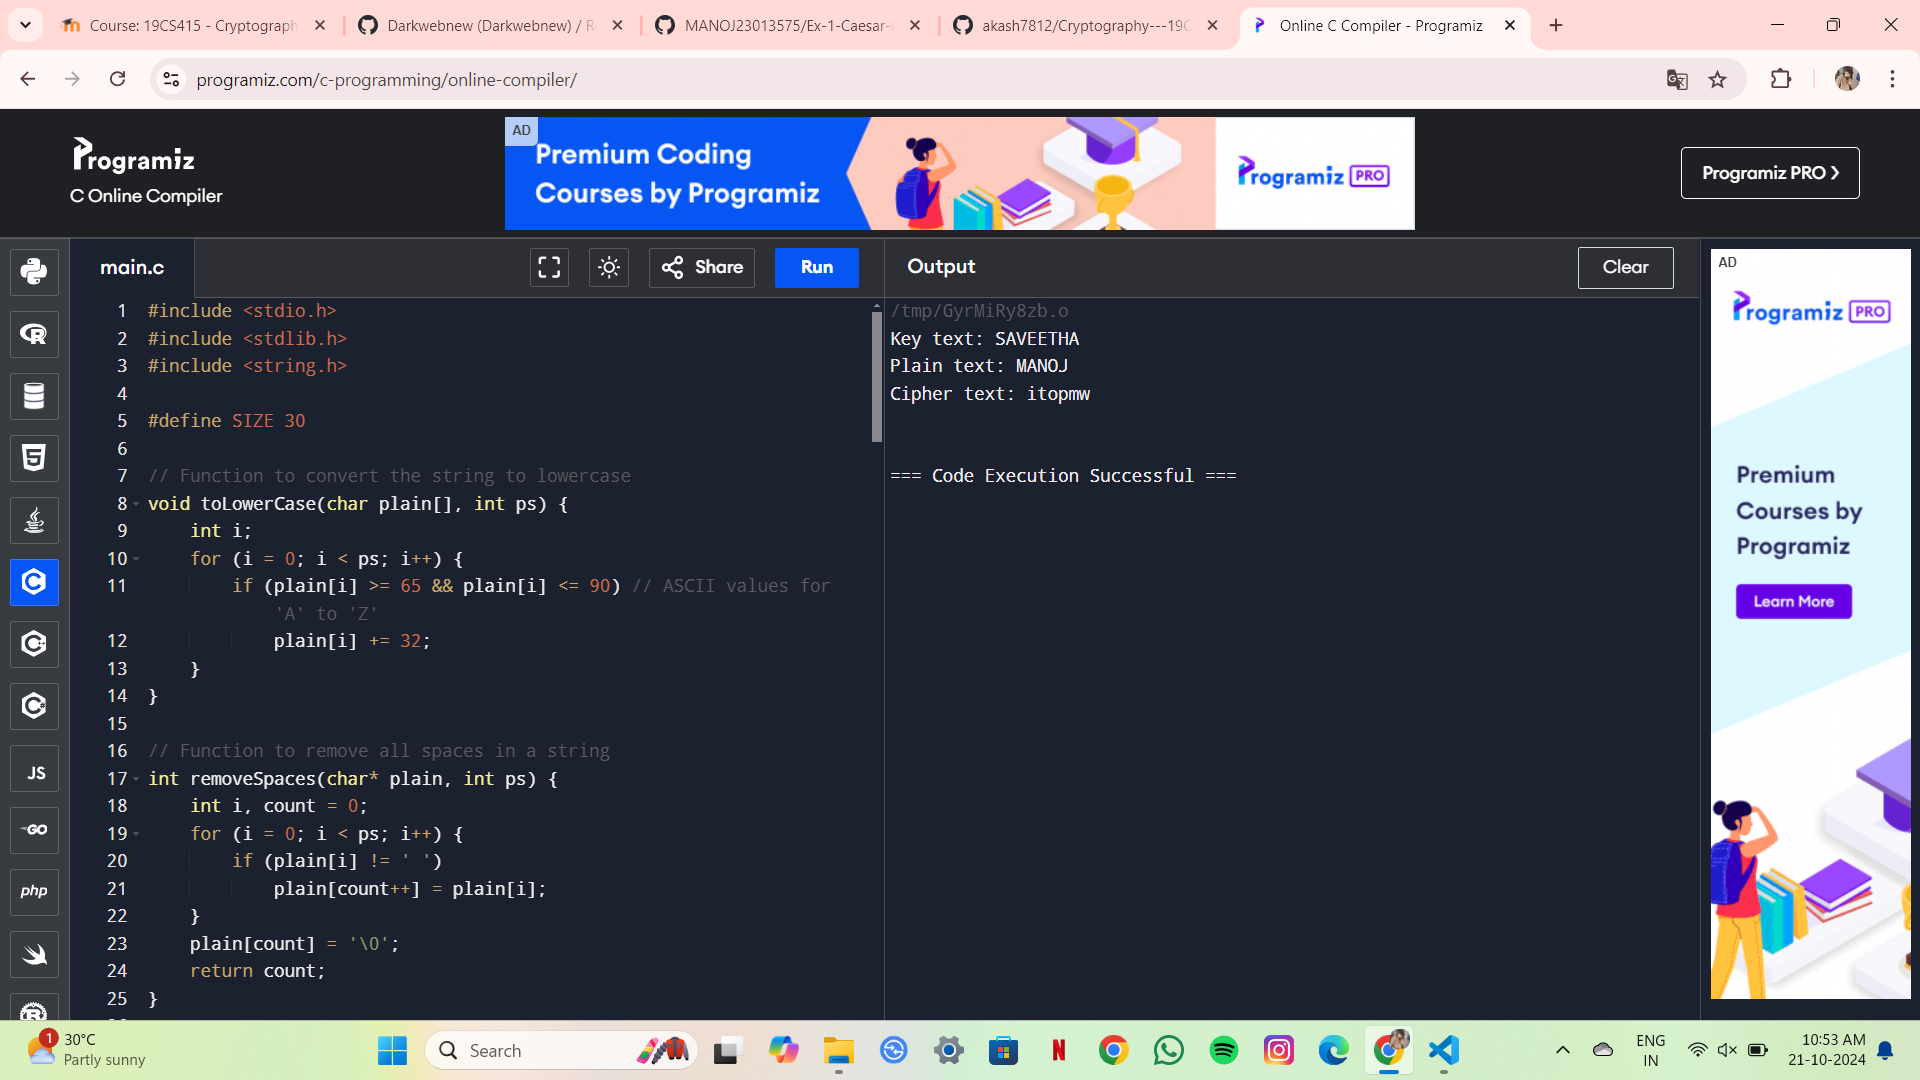 Course: 19CS415 - Cryptograph
Darkwebnew (Darkwebnew) / R
MANOJ23013575/Ex-1-Caesar-
akash7812/Cryptography---19C
Online C Compiler - Programiz
programiz.com/c-programming/online-compiler/
Programiz
C Online Compiler
AD
Premium Coding
Courses by Programiz
Programiz PRO
Programiz PRO ❯
main.c
Share
Run
Output
Clear
1 #include <stdio.h>
2 #include <stdlib.h>
3 #include <string.h>
4
5 #define SIZE 30
6
7 // Function to convert the string to lowercase
8 void toLowerCase(char plain[], int ps) {
9 int i;
10 for (i = 0; i < ps; i++) {
11 if (plain[i] >= 65 && plain[i] <= 90) // ASCII values for
'A' to 'Z'
12 plain[i] += 32;
13 }
14 }
15
16 // Function to remove all spaces in a string
17 int removeSpaces(char* plain, int ps) {
18 int i, count = 0;
19 for (i = 0; i < ps; i++) {
20 if (plain[i] != ' ')
21 plain[count++] = plain[i];
22 }
23 plain[count] = '\0';
24 return count;
25 }
/tmp/GyrMiRy8zb.o
Key text: SAVEETHA
Plain text: MANOJ
Cipher text: itopmw
=== Code Execution Successful ===
AD
Programiz PRO
Premium
Courses by
Programiz
Learn More
JS
GO
php
1
30°C
Partly sunny
Search
ENG
IN
10:53 AM
21-10-2024